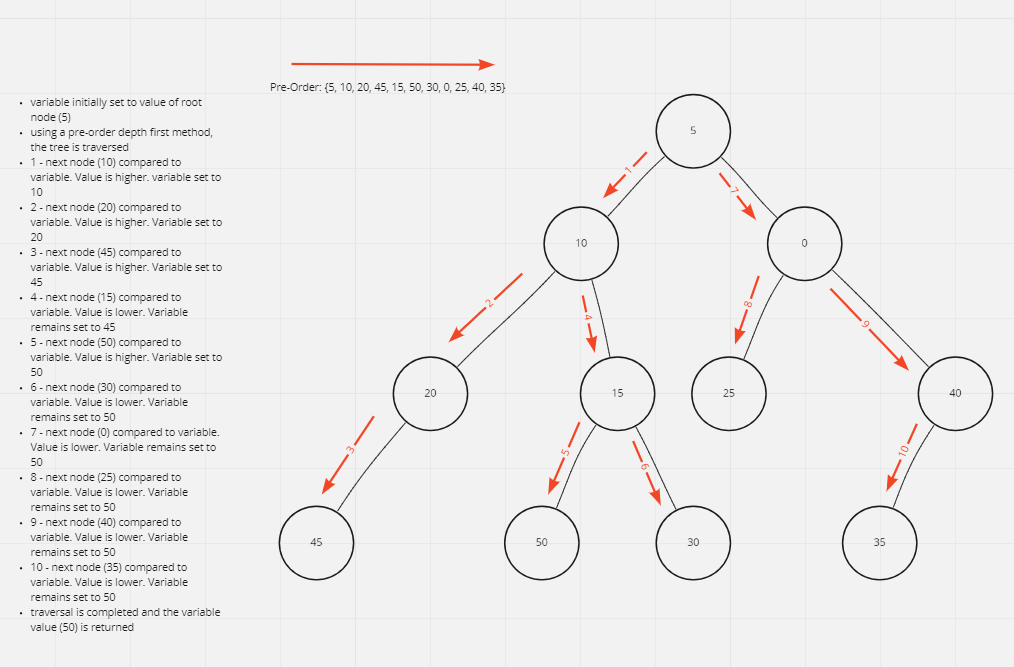 Pre-Order: {5, 10, 20, 45, 15, 50, 30, 0, 25, 40, 35}
• variable initially set to value of root
node (5)
• using a pre-order depth first method,
the tree is traversed
• 1 - next node (10) compared to
variable. Value is higher. variable set to
10
• 2 - next node (20) compared to
variable. Value is higher. Variable set to
20
• 3 - next node (45) compared to
variable. Value is higher. Variable set to
45
• 4 - next node (15) compared to
variable. Value is lower. Variable
remains set to 45
• 5 - next node (50) compared to
variable. Value is higher. Variable set to
50
• 6 - next node (30) compared to
variable. Value is lower. Variable
remains set to 50
• 7 - next node (0) compared to variable.
Value is lower. Variable remains set to
50
• 8 - next node (25) compared to
variable. Value is lower. Variable
remains set to 50
• 9 - next node (40) compared to
variable. Value is lower. Variable
remains set to 50
• 10 - next node (35) compared to
variable. Value is lower. Variable
remains set to 50
• traversal is completed and the variable
value (50) is returned
5
1
7
10
0
2
4
8
9
20
15
25
40
3
5
6
10
45
50
30
35